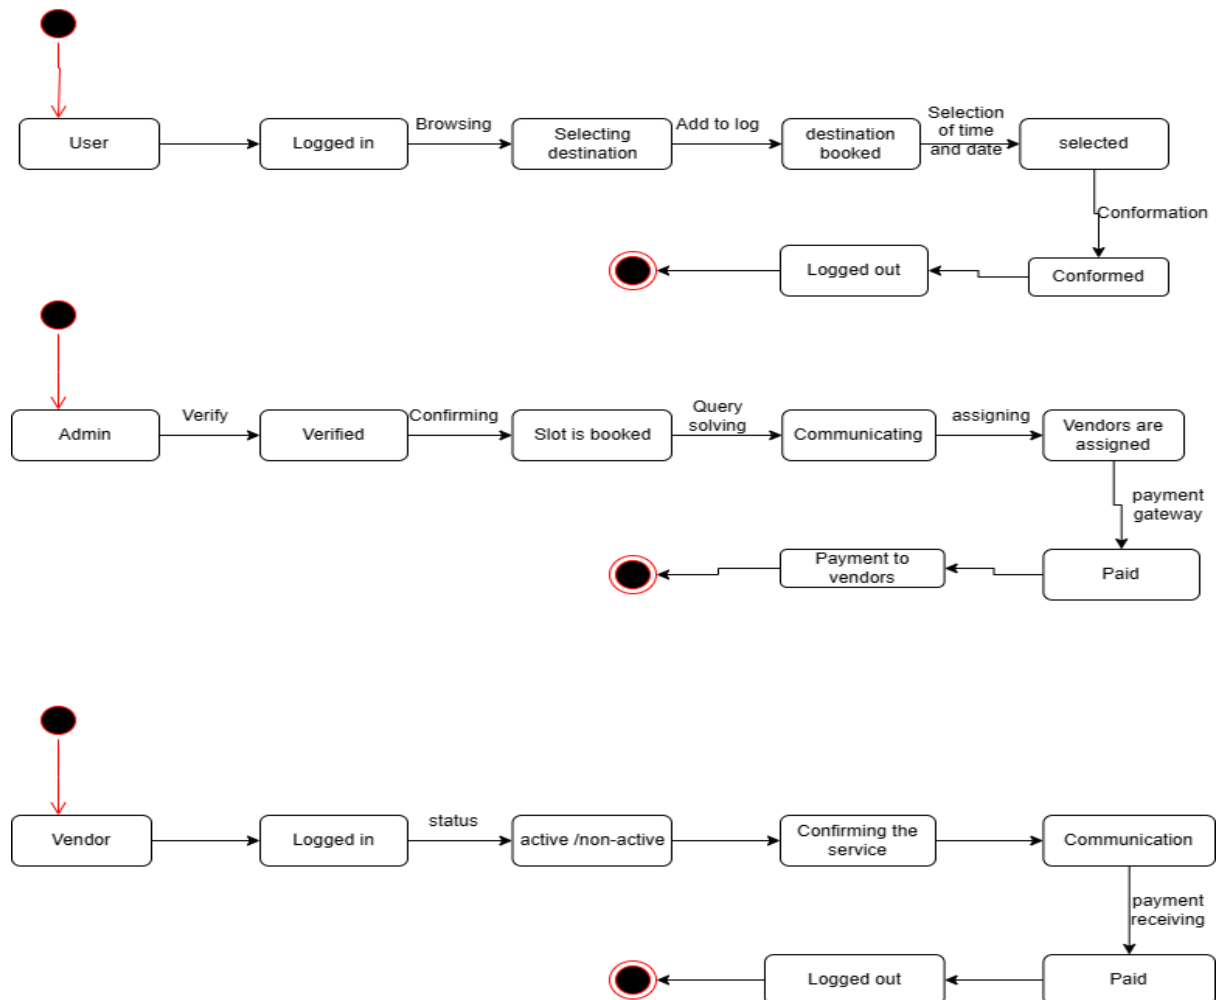 User
Logged in
Browsing
Selecting
destination
Add to log
destination
booked
Selection
of time
and date
selected
Conformation
Logged out
Conformed
Admin
Verify
Verified
Confirming
Slot is booked
Query
solving
Communicating
assigning
Vendors are
assigned
payment
gateway
Payment to
vendors
Paid
Vendor
Logged in
status
active /non-active
Confirming the
service
Communication
payment
receiving
Logged out
Paid